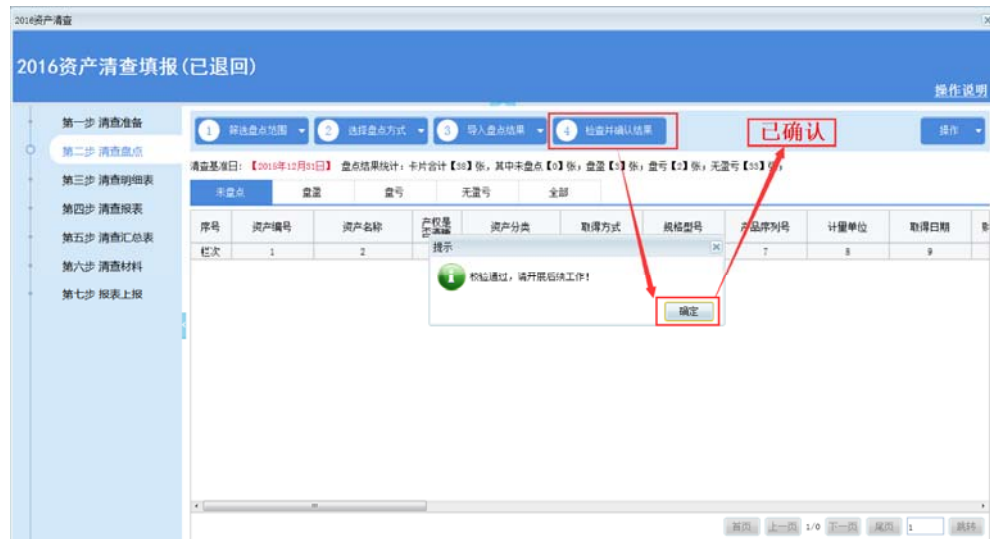 2016资产清查
2016资产清查填报(已退回)
操作说明
第一步 清查准备
第二步 清查盘点
第三步 清查明细表
第四步 清查报表
第五步 清查汇总表
第六步 清查材料
第七步 报表上报
1 筛选盘点范围 2 选择盘点方式 3 导入盘点结果 4 检查并确认结果 已确认 操作
清查基准日：【2015年12月31日】 盘点结果统计：卡片合计【38】张，其中未盘点【0】张，盘盈【3】张，盘亏【2】张，无盈亏【33】张，
未盘点 盘盈 盘亏 无盈亏 全部
序号 资产编号 资产名称 产权是否清晰 资产分类 取得方式 规格型号 产品序列号 计量单位 取得日期
栏次 1 2 7 8 9
提示
校验通过，请开展后续工作！
确定
首页 上一页 1/0 下一页 尾页 1 跳转